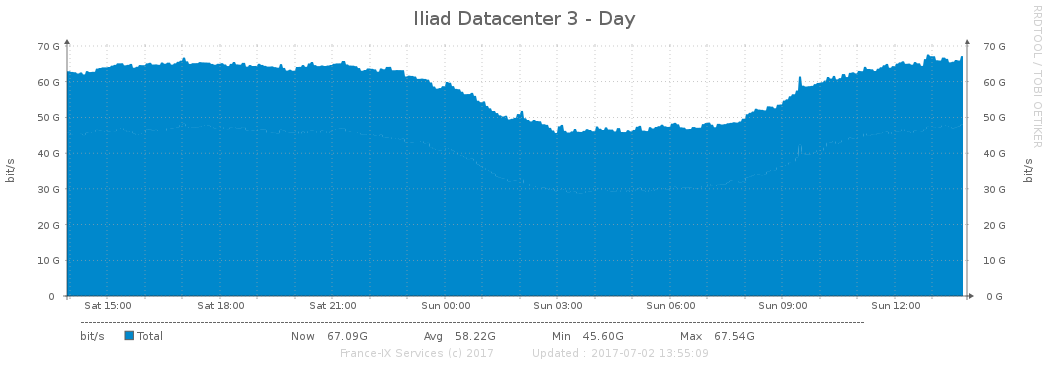 Iliad Datacenter 3 - Day
RRDTOOL / TOBI OETIKER
70 G 70 G
60 G 60 G
50 G 50 G
40 G 40 G
30 G 30 G
20 G 20 G
10 G 10 G
0 0 G
bit/s bit/s
Sat 15:00 Sat 18:00 Sat 21:00 Sun 00:00 Sun 03:00 Sun 06:00 Sun 09:00 Sun 12:00
bit/s Total Now 67.09G Avg 58.22G Min 45.60G Max 67.54G
France-IX Services (c) 2017 Updated : 2017-07-02 13:55:09